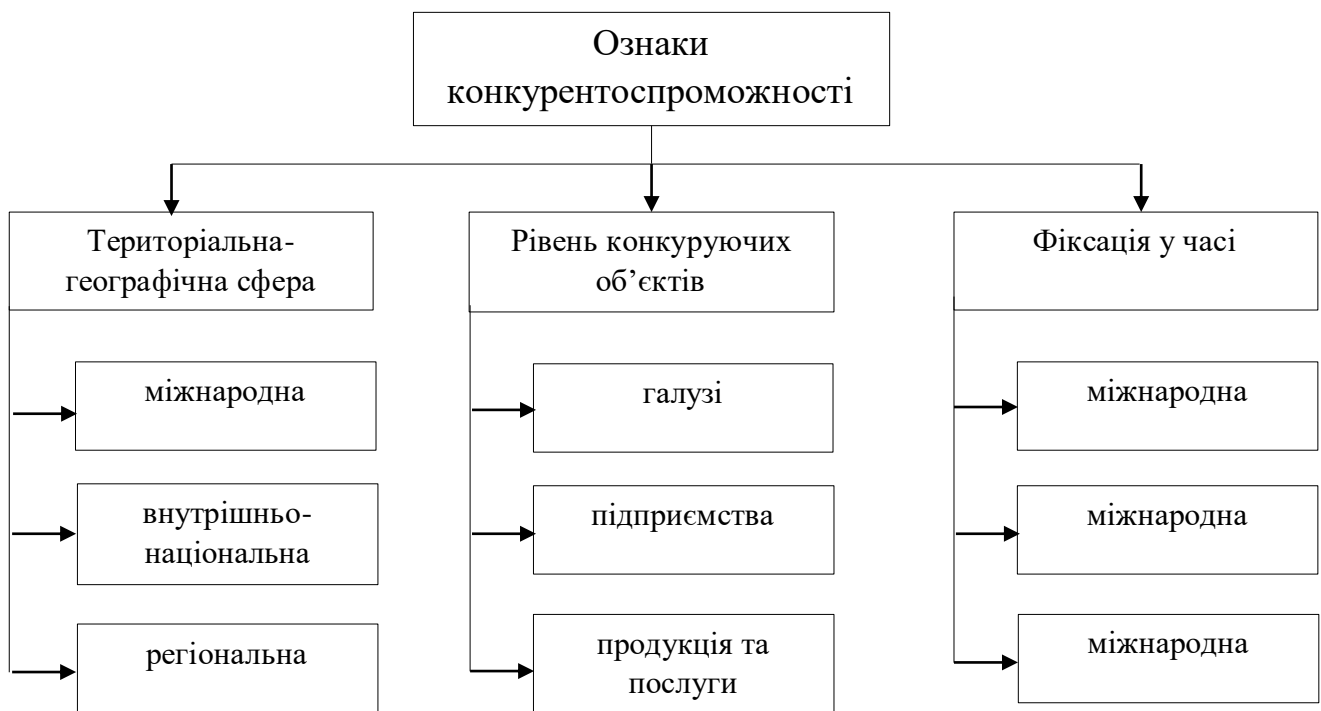 Ознаки
конкурентоспроможності
Територіальна-
географічна сфера
міжнародна
внутрішньо-
національна
регіональна
Рівень конкуруючих
об’єктів
галузі
підприємства
продукція та
послуги
Фіксація у часі
міжнародна
міжнародна
міжнародна